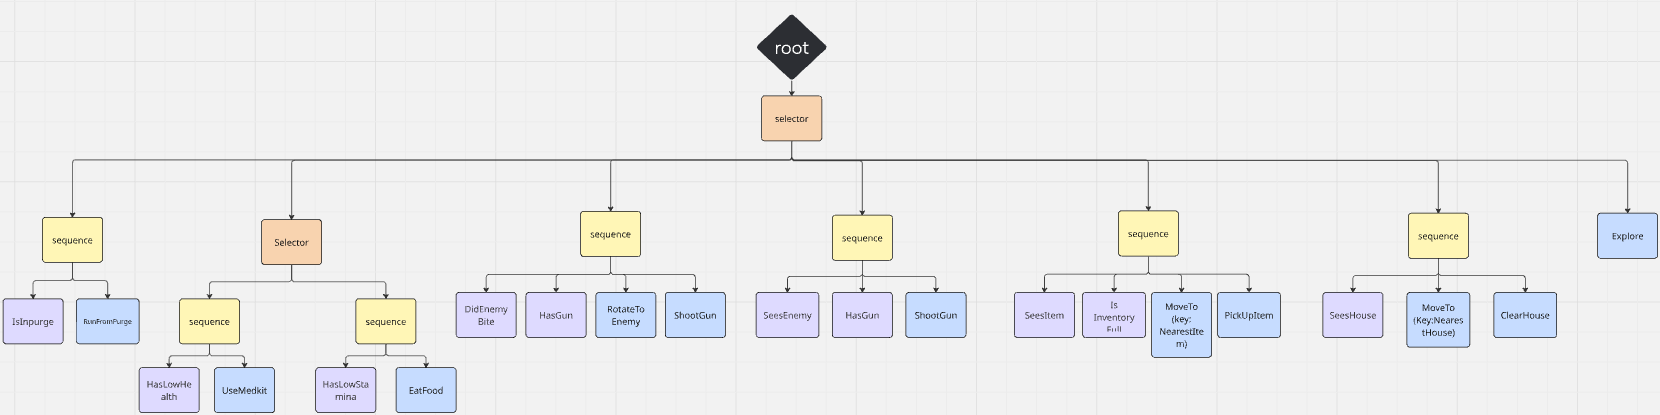 root
selector
sequence
Selector
sequence
sequence
sequence
sequence
Explore
IsInpurge
RunFromPurge
sequence
sequence
DidEnemy
Bite
HasGun
RotateTo
Enemy
ShootGun
SeesEnemy
HasGun
ShootGun
SeesItem
Is
Inventory
Full
MoveTo
(key:
NearestIte
m)
PickUpItem
SeesHouse
MoveTo
(Key:Neares
tHouse)
ClearHouse
HasLowHe
alth
UseMedkit
HasLowSta
mina
EatFood